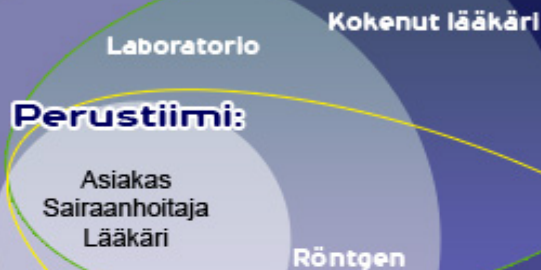 Kokenut lääkäri
Laboratorio
Perustiimi:
Asiakas
Sairaanhoitaja
Lääkäri
Röntgen